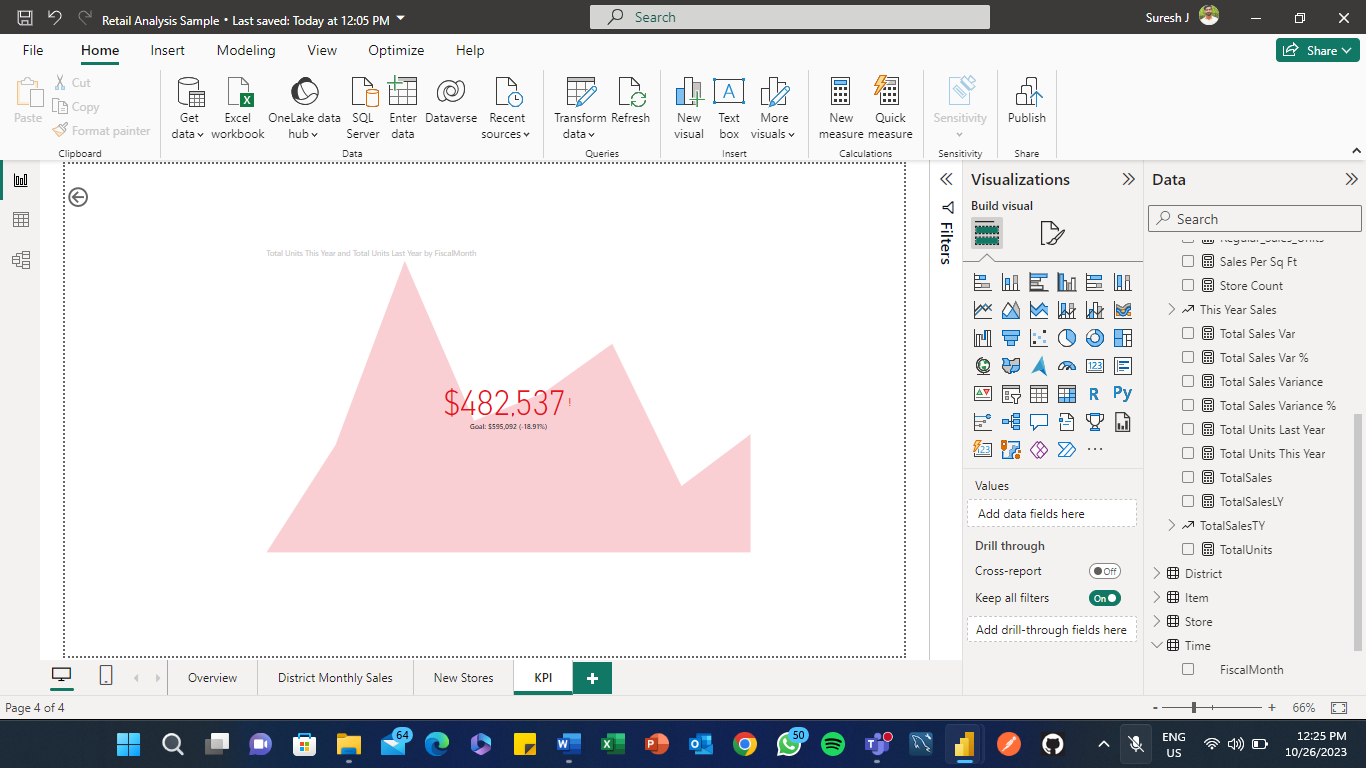 Retail Analysis Sample • Last saved: Today at 12:05 PM
Search
Suresh J
File Home Insert Modeling View Optimize Help
Share
Paste
Cut
Copy
Format painter
Get data
Excel workbook
OneLake data hub
SQL Server
Enter data
Dataverse
Recent sources
Transform data
Refresh
New visual
Text box
More visuals
New measure
Quick measure
Sensitivity
Publish
Clipboard
Data
Queries
Insert
Calculations
Sensitivity
Share
Total Units This Year and Total Units Last Year by FiscalMonth
$482,537!
Goal: $595,092 (-18.91%)
Filters
Visualizations
Build visual
123
R
Py
123
Values
Add data fields here
Drill through
Cross-report Off
Keep all filters On
Add drill-through fields here
Data
Search
Regular_Sales_Units
Sales Per Sq Ft
Store Count
This Year Sales
Total Sales Var
Total Sales Var %
Total Sales Variance
Total Sales Variance %
Total Units Last Year
Total Units This Year
TotalSales
TotalSalesLY
TotalSalesTY
TotalUnits
District
Item
Store
Time
FiscalMonth
Overview District Monthly Sales New Stores KPI +
Page 4 of 4
- + 66%
64
50
ENG
US
12:25 PM
10/26/2023